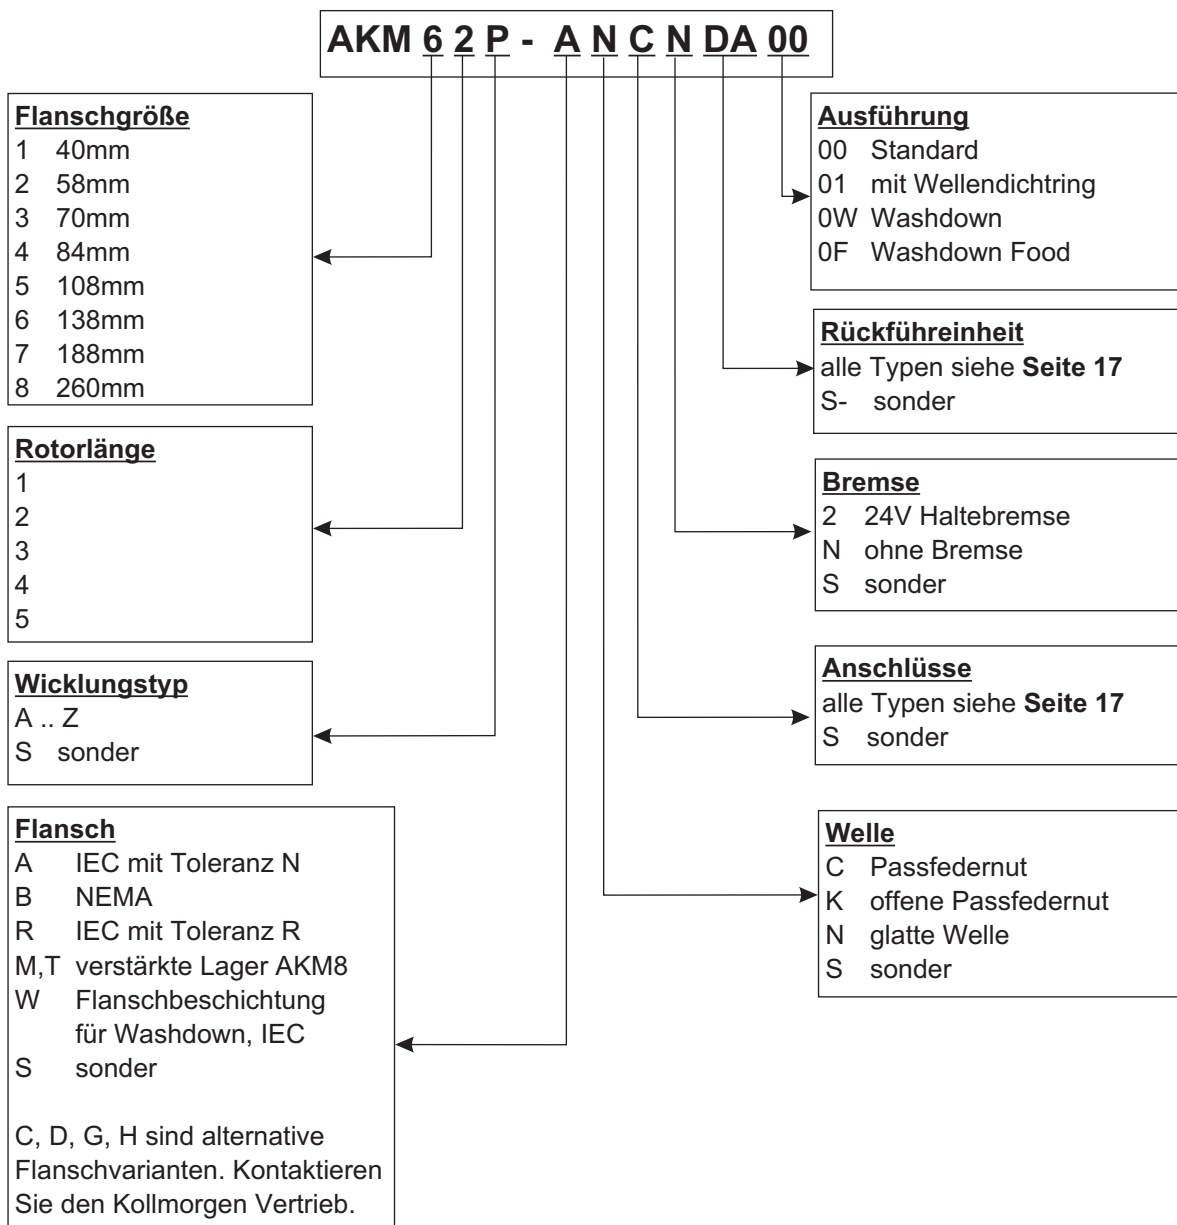 AKM 6 2 P - A N C N DA 00
Flanschgröße
1 40mm
2 58mm
3 70mm
4 84mm
5 108mm
6 138mm
7 188mm
8 260mm
Rotorlänge
1
2
3
4
5
Wicklungstyp
A .. Z
S sonder
Flansch
A IEC mit Toleranz N
B NEMA
R IEC mit Toleranz R
M,T verstärkte Lager AKM8
W Flanschbeschichtung
für Washdown, IEC
S sonder
C, D, G, H sind alternative
Flanschvarianten. Kontaktieren
Sie den Kollmorgen Vertrieb.
Ausführung
00 Standard
01 mit Wellendichtring
0W Washdown
0F Washdown Food
Rückführeinheit
alle Typen siehe Seite 17
S- sonder
Bremse
2 24V Haltebremse
N ohne Bremse
S sonder
Anschlüsse
alle Typen siehe Seite 17
S sonder
Welle
C Passfedernut
K offene Passfedernut
N glatte Welle
S sonder